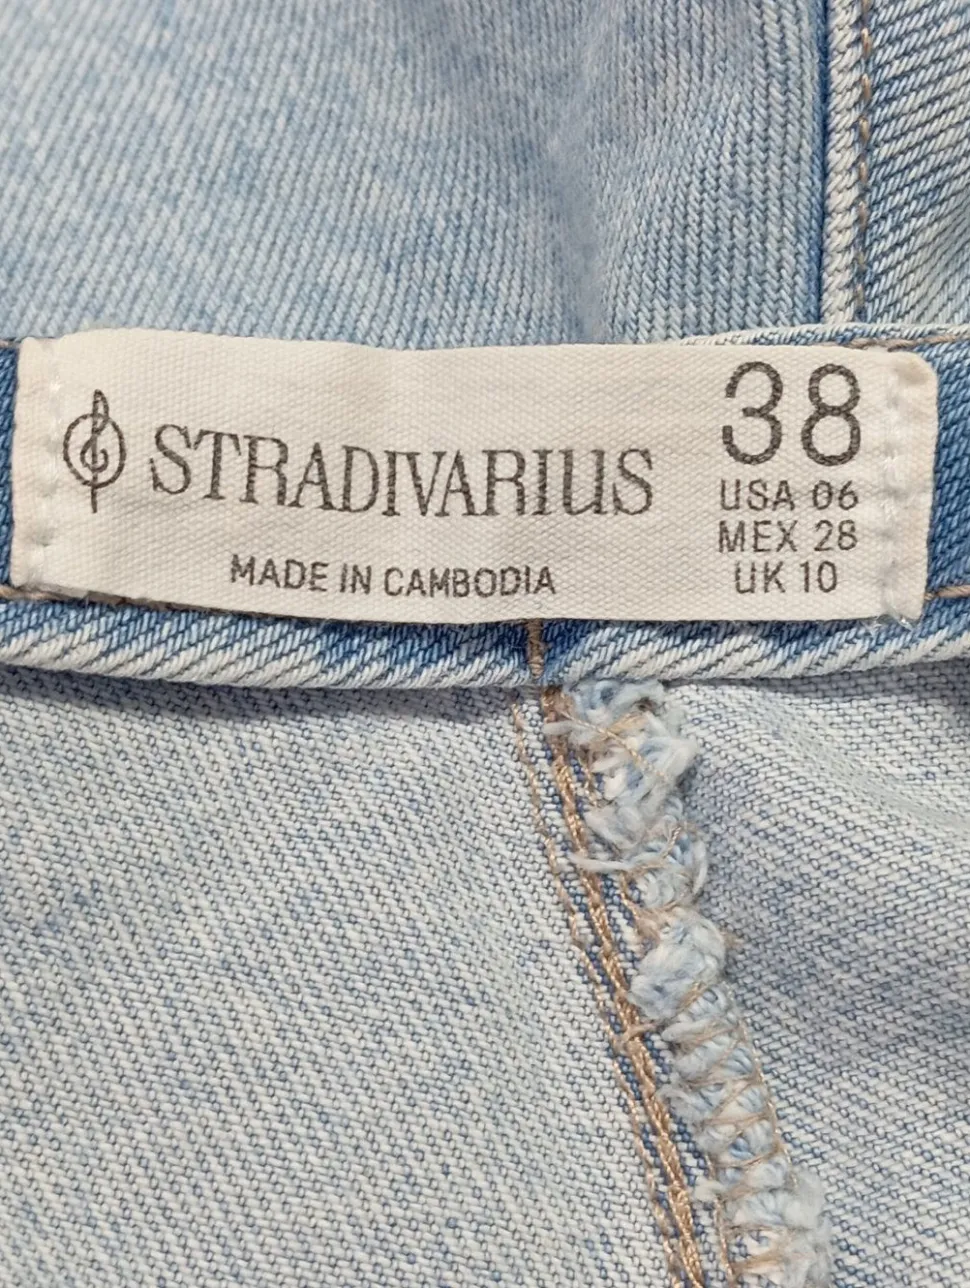 STRADIVARIUS
MADE IN CAMBODIA
38
USA 06
MEX 28
UK 10